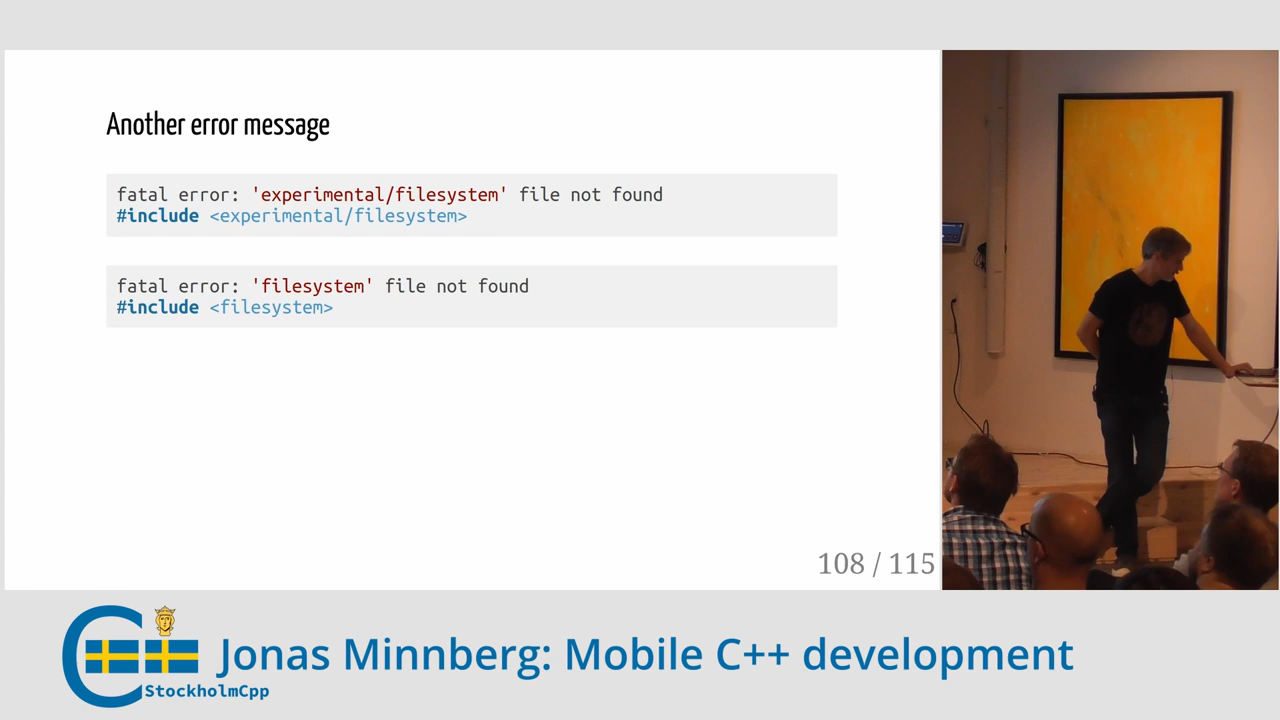 Another error message
fatal error: 'experimental/filesystem' file not found
#include <experimental/filesystem>
fatal error: 'filesystem' file not found
#include <filesystem>
108 / 115
Jonas Minnberg: Mobile C++ development
C++
StockholmCpp